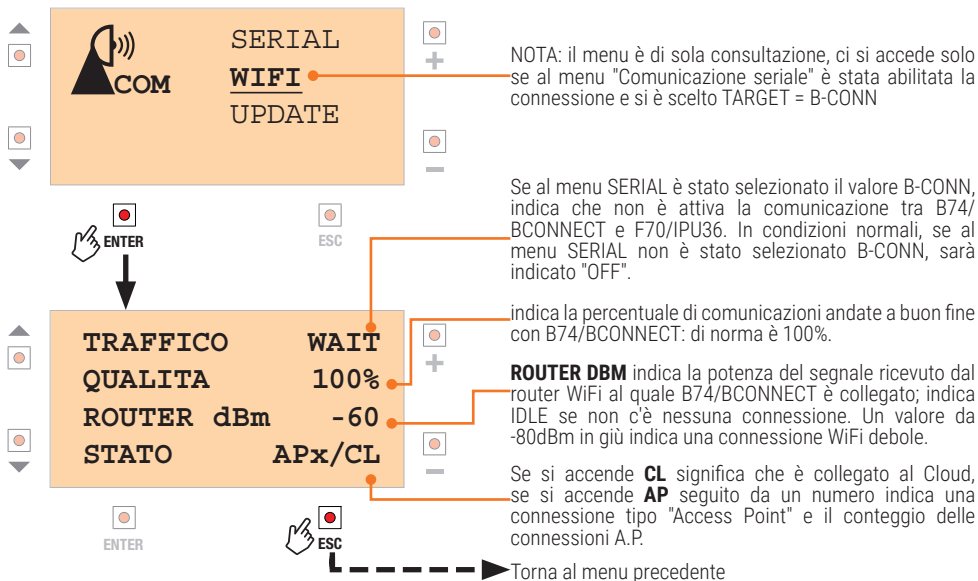 SERIAL
WIFI
UPDATE
COM
+
−
ENTER
ESC
NOTA: il menu è di sola consultazione, ci si accede solo
se al menu "Comunicazione seriale" è stata abilitata la
connessione e si è scelto TARGET = B-CONN
Se al menu SERIAL è stato selezionato il valore B-CONN,
indica che non è attiva la comunicazione tra B74/
BCONNECT e F70/IPU36. In condizioni normali, se al
menu SERIAL non è stato selezionato B-CONN, sarà
indicato "OFF".
TRAFFICO WAIT
QUALITA 100%
ROUTER dBm -60
STATO APx/CL
+
−
indica la percentuale di comunicazioni andate a buon fine
con B74/BCONNECT: di norma è 100%.
ROUTER DBM indica la potenza del segnale ricevuto dal
router WiFi al quale B74/BCONNECT è collegato; indica
IDLE se non c'è nessuna connessione. Un valore da
-80dBm in giù indica una connessione WiFi debole.
Se si accende CL significa che è collegato al Cloud,
se si accende AP seguito da un numero indica una
connessione tipo "Access Point" e il conteggio delle
connessioni A.P.
ENTER
ESC
Torna al menu precedente